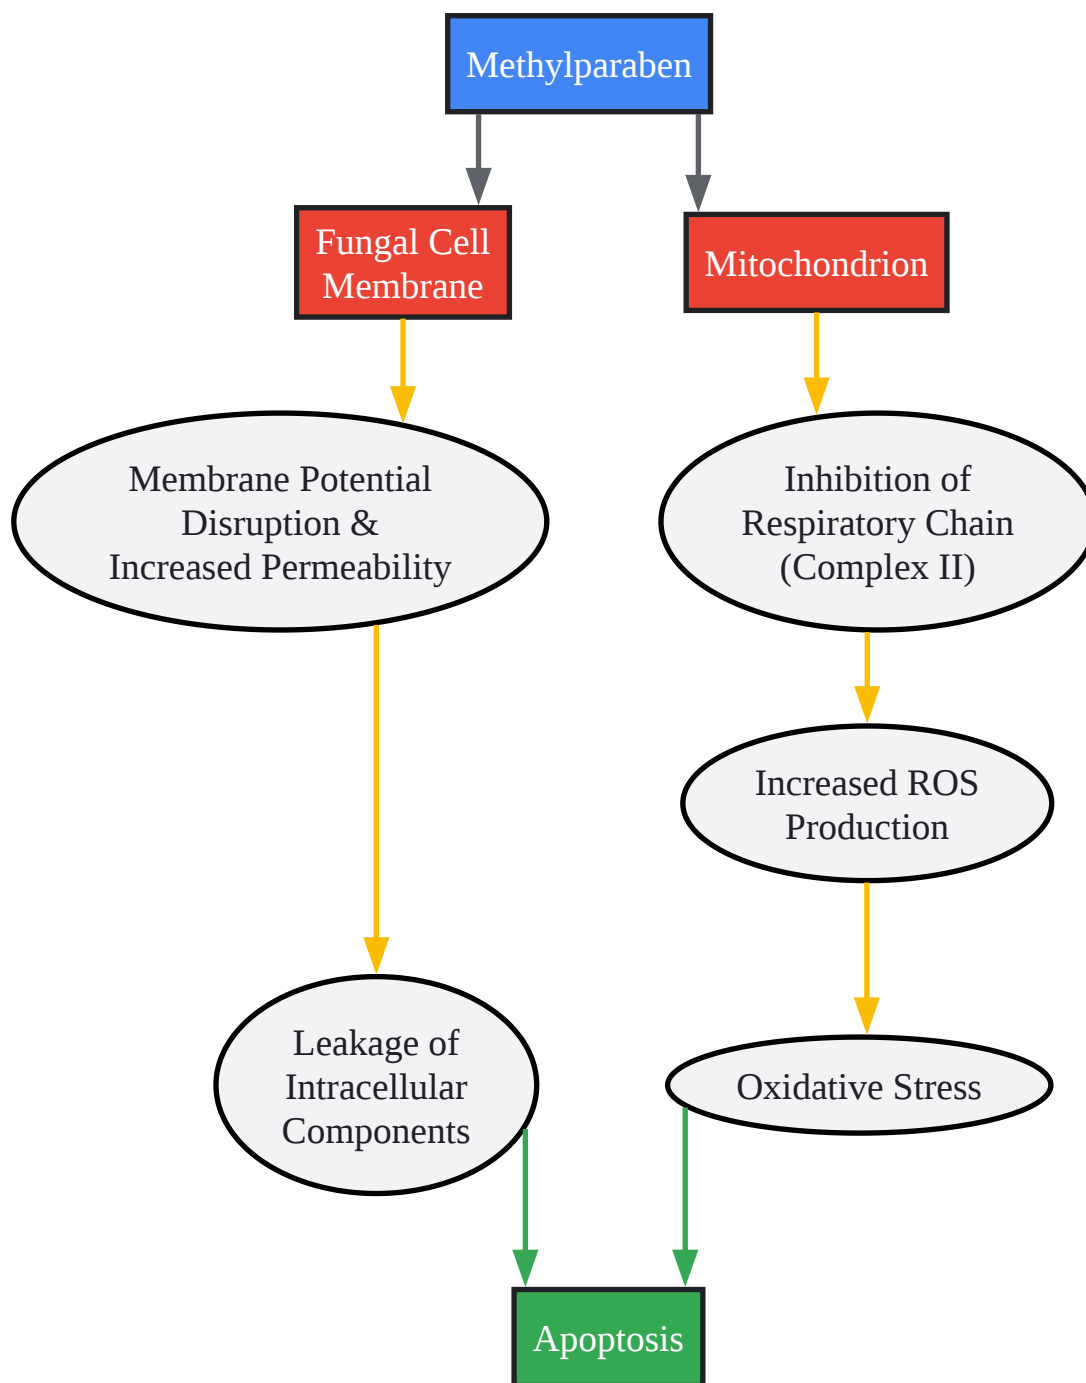 Methylparaben
Fungal Cell
Membrane
Mitochondrion
Membrane Potential
Disruption &
Increased Permeability
Inhibition of
Respiratory Chain
(Complex II)
Increased ROS
Production
Leakage of
Intracellular
Components
Oxidative Stress
Apoptosis